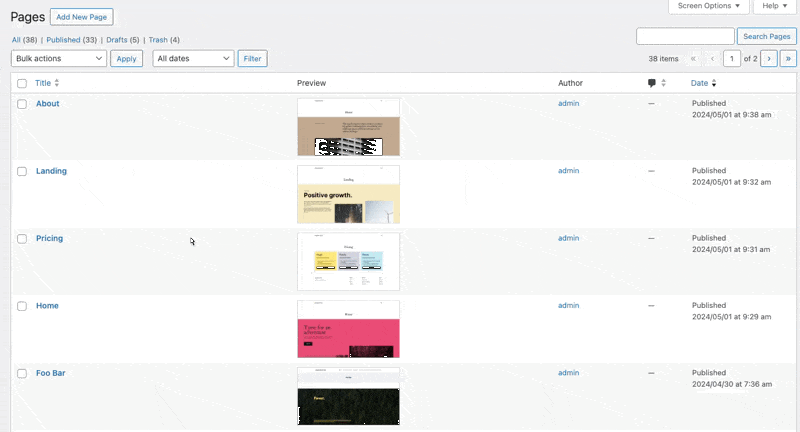 Screen Options ▼ Help ▼
Pages Add New Page
All (38) | Published (33) | Drafts (5) | Trash (4)
Search Pages
Bulk actions Apply All dates Filter 38 items « ‹ 1 of 2 › »
Title Preview Author Date
About admin — Published
2024/05/01 at 9:38 am
Landing admin — Published
2024/05/01 at 9:32 am
Landing
Positive growth.
Pricing admin — Published
2024/05/01 at 9:31 am
Pricing
Home admin — Published
2024/05/01 at 9:29 am
Foo Bar admin — Published
2024/04/30 at 7:36 am